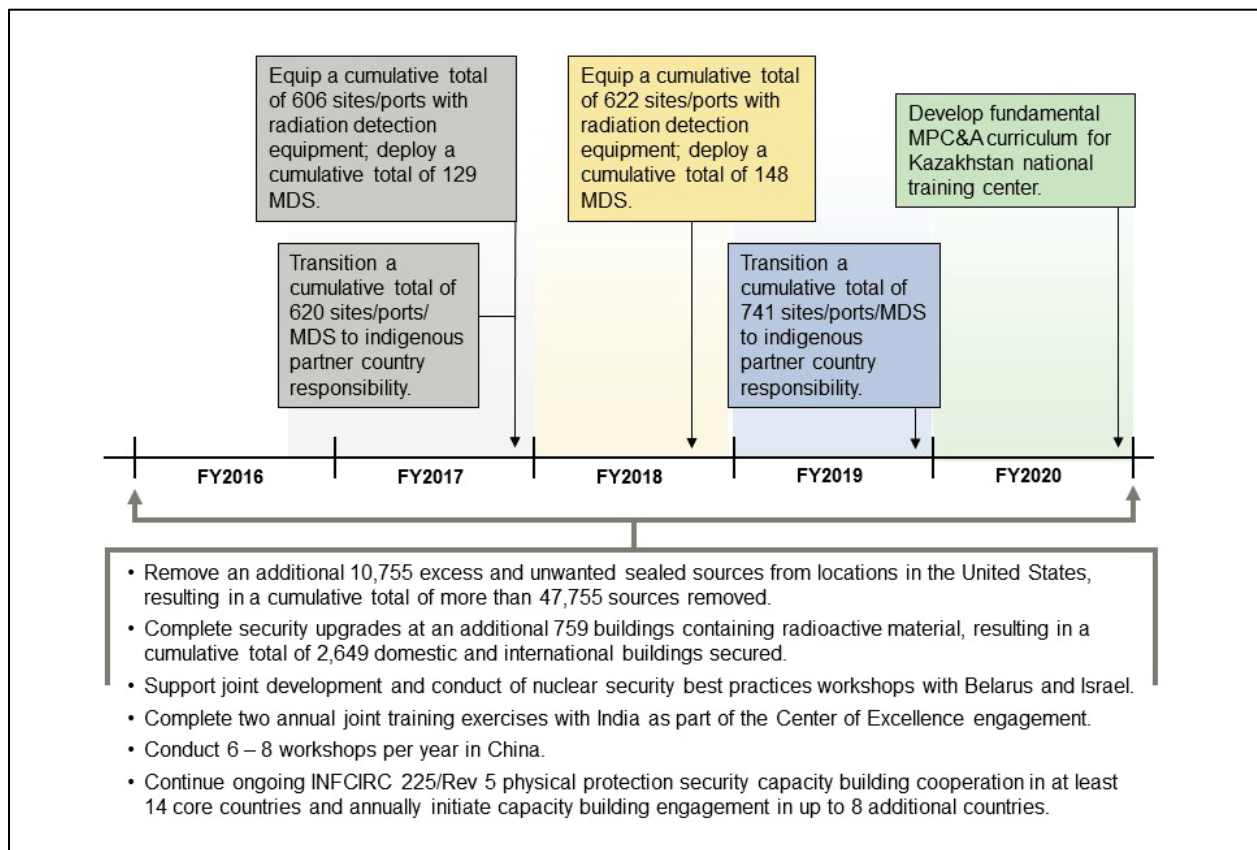 Equip a cumulative total
of 606 sites/ports with
radiation detection
equipment; deploy a
cumulative total of 129
MDS.
Transition a
cumulative total of
620 sites/ports/
MDS to indigenous
partner country
responsibility.
Equip a cumulative total
of 622 sites/ports with
radiation detection
equipment; deploy a
cumulative total of 148
MDS.
Transition a
cumulative total of
741 sites/ports/MDS
to indigenous
partner country
responsibility.
Develop fundamental
MPC&A curriculum for
Kazakhstan national
training center.
FY2016
FY2017
FY2018
FY2019
FY2020
• Remove an additional 10,755 excess and unwanted sealed sources from locations in the United States,
resulting in a cumulative total of more than 47,755 sources removed.
• Complete security upgrades at an additional 759 buildings containing radioactive material, resulting in a
cumulative total of 2,649 domestic and international buildings secured.
• Support joint development and conduct of nuclear security best practices workshops with Belarus and Israel.
• Complete two annual joint training exercises with India as part of the Center of Excellence engagement.
• Conduct 6 – 8 workshops per year in China.
• Continue ongoing INFCIRC 225/Rev 5 physical protection security capacity building cooperation in at least
14 core countries and annually initiate capacity building engagement in up to 8 additional countries.